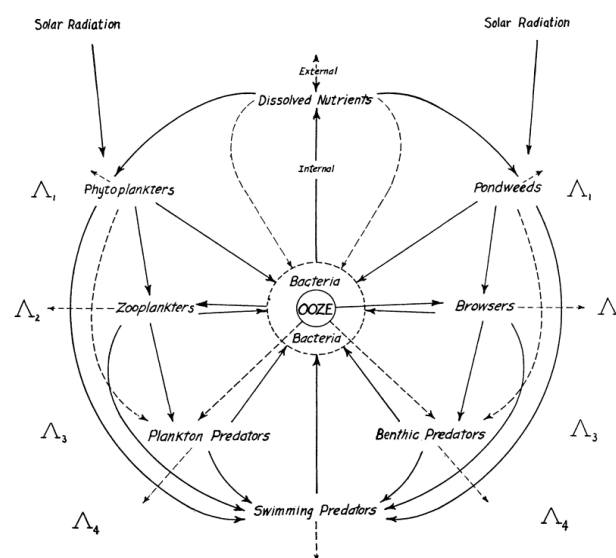 Solar Radiation
Solar Radiation
External
Dissolved Nutrients
Internal
Λ₁
Phytoplankters
Pondweeds
Λ₁
Bacteria
Λ₂
Zooplankters
OOZE
Browsers
Λ
Bacteria
Λ₃
Plankton Predators
Benthic Predators
Λ₃
Λ₄
Swimming Predators
Λ₄